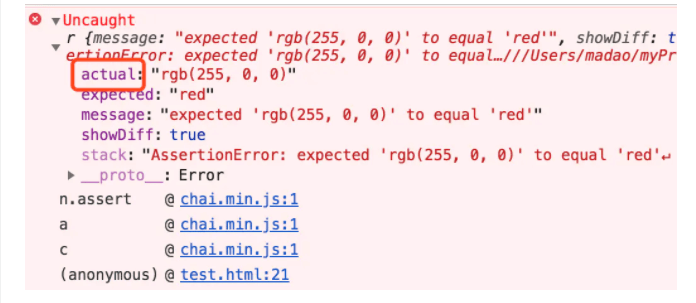 Uncaught
r {message: "expected 'rgb(255, 0, 0)' to equal 'red'", showDiff: t
ertionError: expected 'rgb(255, 0, 0)' to equal…///Users/madao/myPr
actual: "rgb(255, 0, 0)"
expected: "red"
message: "expected 'rgb(255, 0, 0)' to equal 'red'"
showDiff: true
stack: "AssertionError: expected 'rgb(255, 0, 0)' to equal 'red'↵
__proto__: Error
n.assert @ chai.min.js:1
a @ chai.min.js:1
c @ chai.min.js:1
(anonymous) @ test.html:21